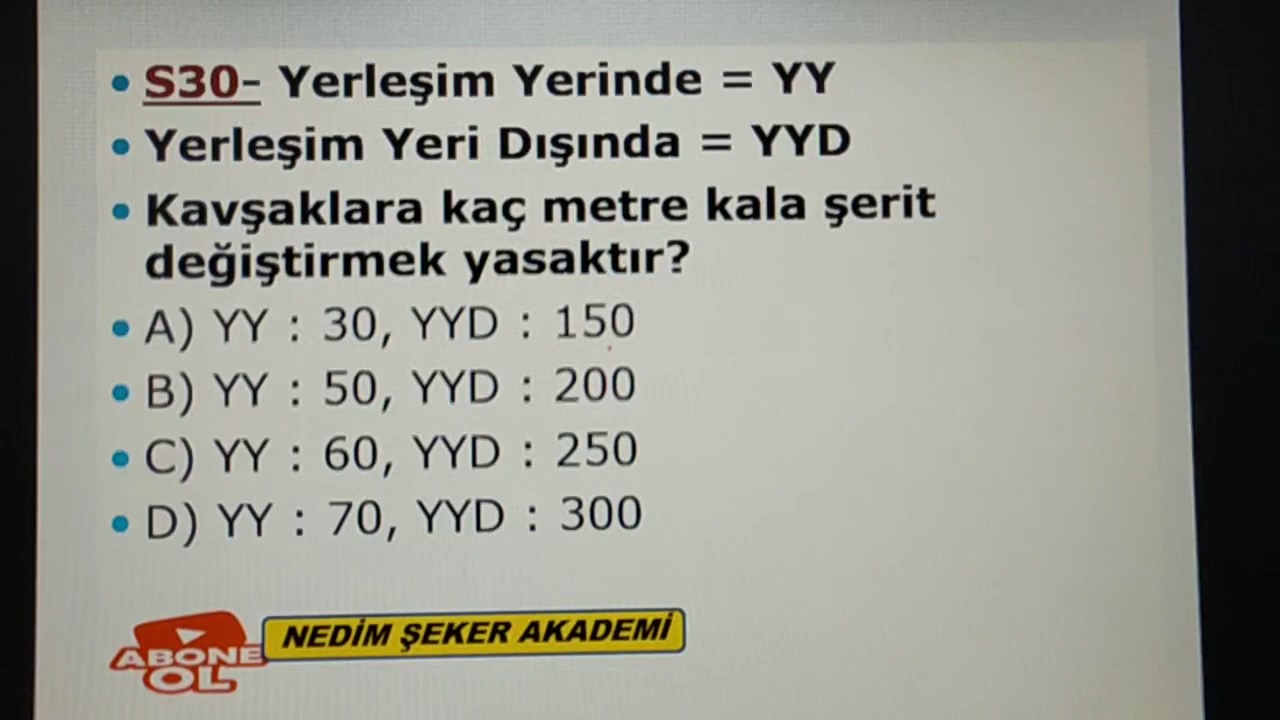 • S30- Yerleşim Yerinde = YY
• Yerleşim Yeri Dışında = YYD
• Kavşaklara kaç metre kala şerit
değiştirmek yasaktır?
• A) YY : 30, YYD : 150
• B) YY : 50, YYD : 200
• C) YY : 60, YYD : 250
• D) YY : 70, YYD : 300
ABONE
OL
NEDİM ŞEKER AKADEMİ